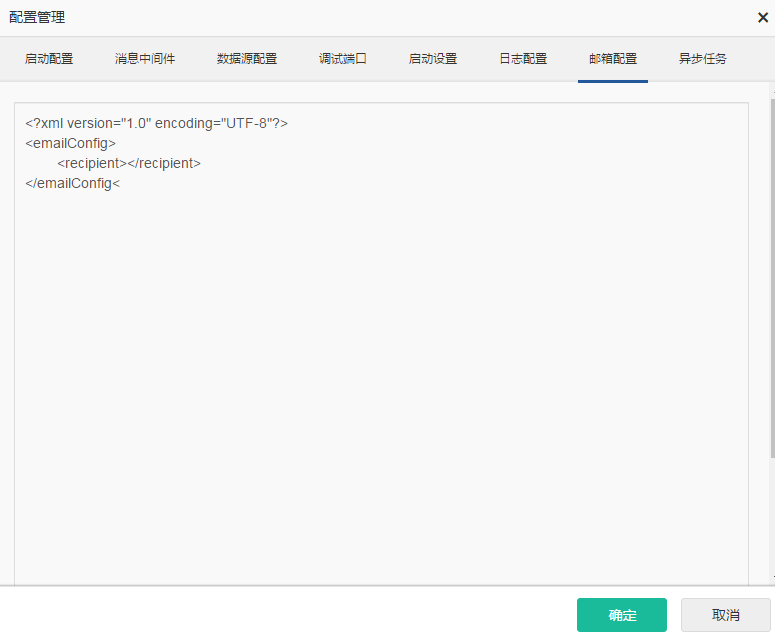 配置管理
启动配置 消息中间件 数据源配置 调试端口 启动设置 日志配置 邮箱配置 异步任务
<?xml version="1.0" encoding="UTF-8"?>
<emailConfig>
<recipient></recipient>
</emailConfig<
确定 取消